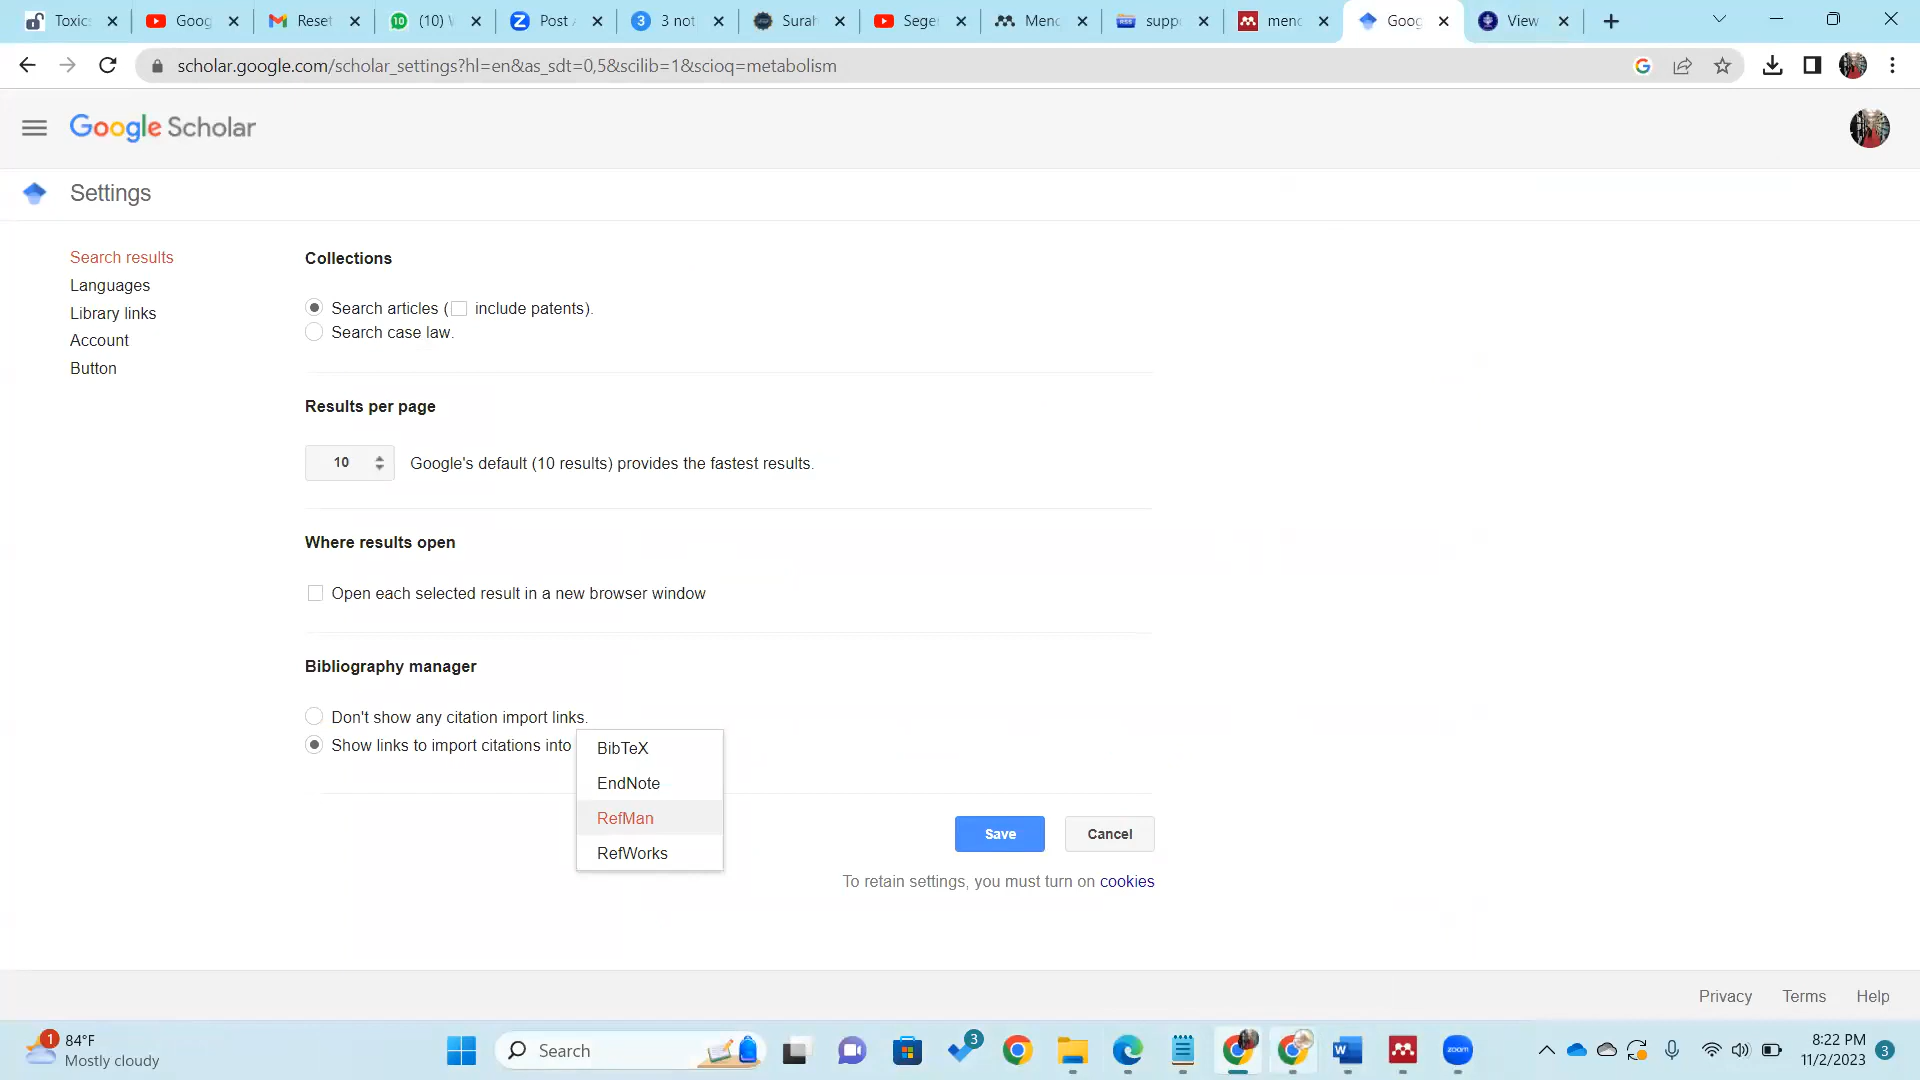 Toxics
Goog
Reset
(10) W
Post A
3 not
Surah
Seger
Menc
supp
menc
Goog
View
scholar.google.com/scholar_settings?hl=en&as_sdt=0,5&scilib=1&scioq=metabolism
Google Scholar
Settings
Search results
Languages
Library links
Account
Button
Collections
Search articles ( include patents).
Search case law.
Results per page
10 Google's default (10 results) provides the fastest results.
Where results open
Open each selected result in a new browser window
Bibliography manager
Don't show any citation import links.
Show links to import citations into
BibTeX
EndNote
RefMan
RefWorks
Save Cancel
To retain settings, you must turn on cookies
Privacy Terms Help
1 84°F
Mostly cloudy
Search
3
zoom
8:22 PM
11/2/2023
3